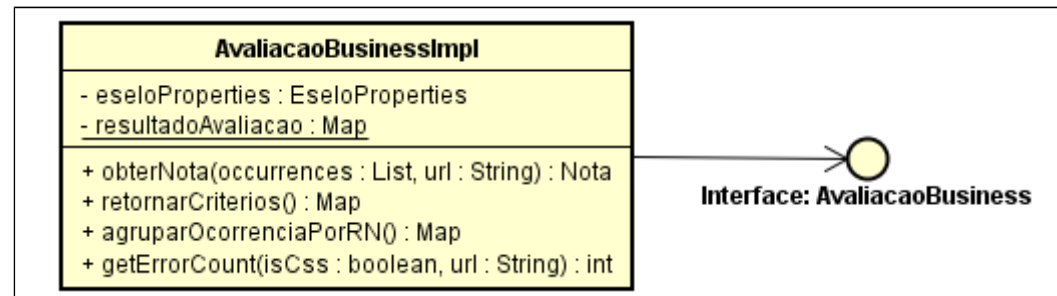 AvaliacaoBusinessImpl
- eseloProperties : EseloProperties
- resultadoAvaliacao : Map
+ obterNota(occurrences : List, url : String) : Nota
+ retornarCriterios() : Map
+ agruparOcorrenciaPorRN() : Map
+ getErrorCount(isCss : boolean, url : String) : int
Interface: AvaliacaoBusiness